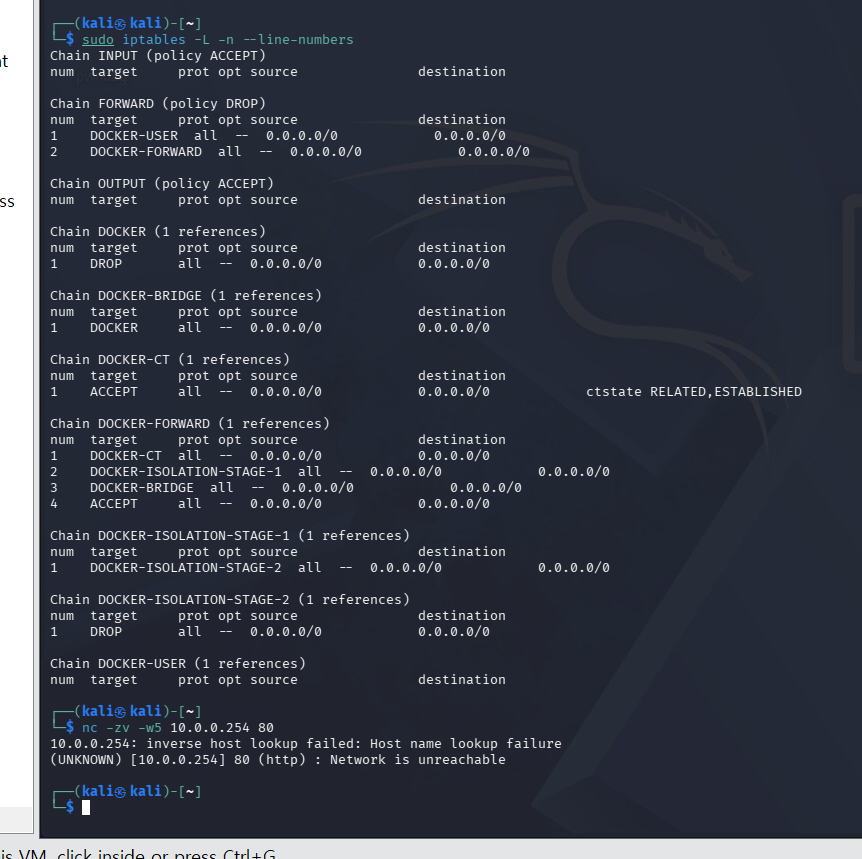 ┌──(kali㉿kali)-[~]
└─$ sudo iptables -L -n --line-numbers
Chain INPUT (policy ACCEPT)
num  target     prot opt source               destination

Chain FORWARD (policy DROP)
num  target     prot opt source               destination
1    DOCKER-USER  all  --  0.0.0.0/0            0.0.0.0/0
2    DOCKER-FORWARD  all  --  0.0.0.0/0            0.0.0.0/0

Chain OUTPUT (policy ACCEPT)
num  target     prot opt source               destination

Chain DOCKER (1 references)
num  target     prot opt source               destination
1    DROP       all  --  0.0.0.0/0            0.0.0.0/0

Chain DOCKER-BRIDGE (1 references)
num  target     prot opt source               destination
1    DOCKER     all  --  0.0.0.0/0            0.0.0.0/0

Chain DOCKER-CT (1 references)
num  target     prot opt source               destination
1    ACCEPT     all  --  0.0.0.0/0            0.0.0.0/0            ctstate RELATED,ESTABLISHED

Chain DOCKER-FORWARD (1 references)
num  target     prot opt source               destination
1    DOCKER-CT  all  --  0.0.0.0/0            0.0.0.0/0
2    DOCKER-ISOLATION-STAGE-1  all  --  0.0.0.0/0            0.0.0.0/0
3    DOCKER-BRIDGE  all  --  0.0.0.0/0            0.0.0.0/0
4    ACCEPT     all  --  0.0.0.0/0            0.0.0.0/0

Chain DOCKER-ISOLATION-STAGE-1 (1 references)
num  target     prot opt source               destination
1    DOCKER-ISOLATION-STAGE-2  all  --  0.0.0.0/0            0.0.0.0/0

Chain DOCKER-ISOLATION-STAGE-2 (1 references)
num  target     prot opt source               destination
1    DROP       all  --  0.0.0.0/0            0.0.0.0/0

Chain DOCKER-USER (1 references)
num  target     prot opt source               destination

┌──(kali㉿kali)-[~]
└─$ nc -zv -w5 10.0.0.254 80
10.0.0.254: inverse host lookup failed: Host name lookup failure
(UNKNOWN) [10.0.0.254] 80 (http) : Network is unreachable

┌──(kali㉿kali)-[~]
└─$
is VM, click inside or press Ctrl+G.